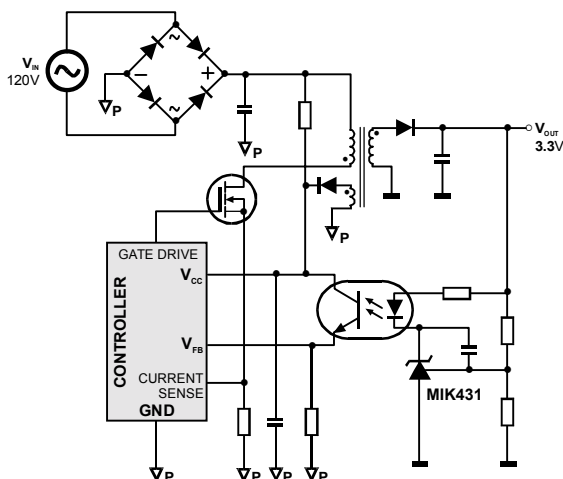 V_IN
120V
~
−
+
~
P
P
V_OUT
3.3V
P
GATE DRIVE
V_CC
CONTROLLER
V_FB
CURRENT
SENSE
GND
MIK431
P
P
P
P